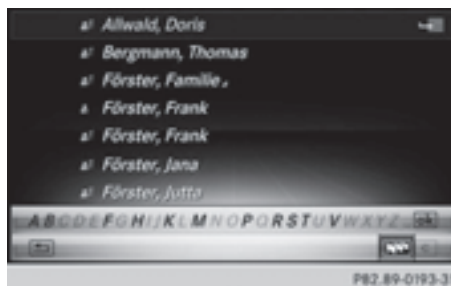 Allwald, Doris
Bergmann, Thomas
Förster, Familie
Förster, Frank
Förster, Frank
Förster, Jana
Förster, Jutta
ABCDEFGHIJKLMNOPQRSTUVWXYZ ok
P82.89-0193-31